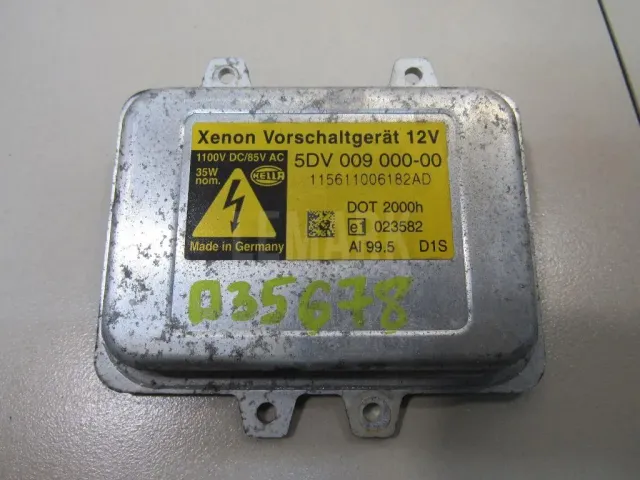 Xenon Vorschaltgerät 12V
1100V DC/85V AC
35W
nom.
HELLA
5DV 009 000-00
115611006182AD
DOT 2000h
e1 023582
Made in Germany
AI 99.5 D1S
035678